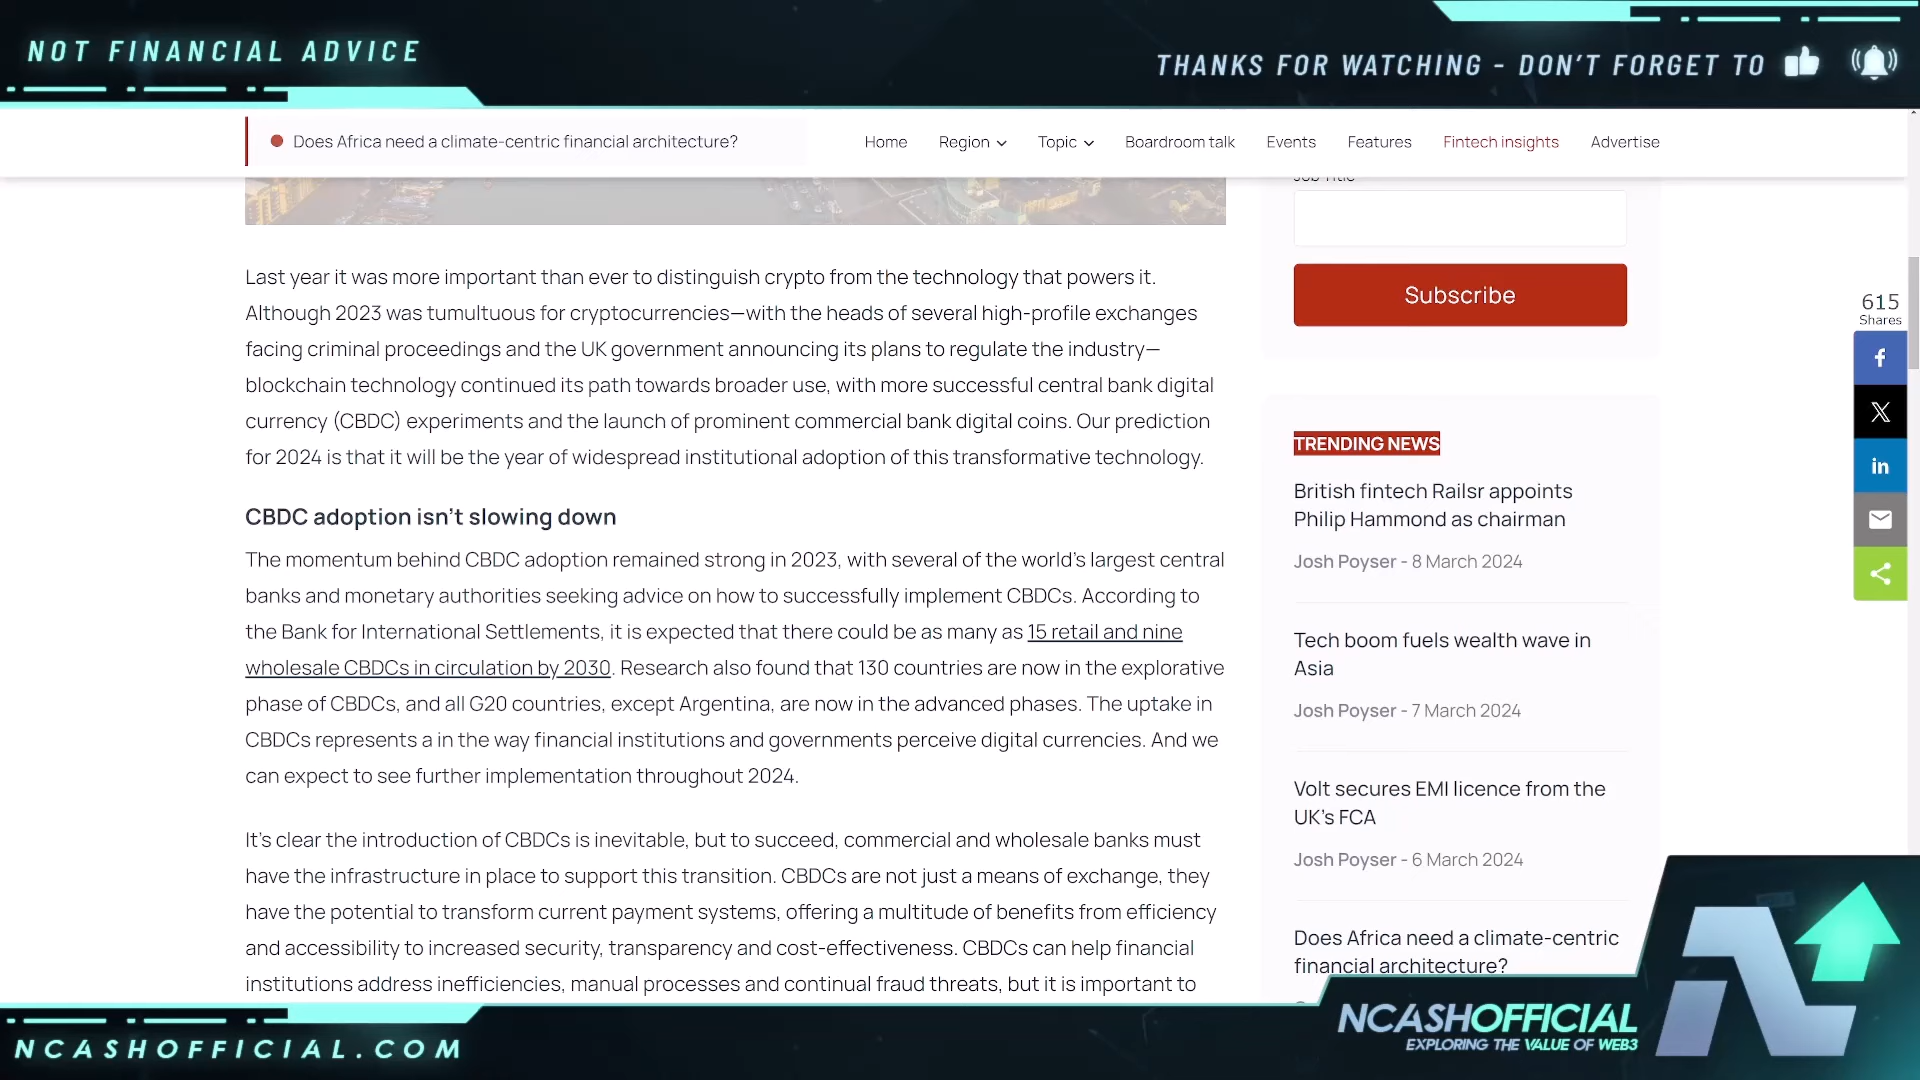 NOT FINANCIAL ADVICE
THANKS FOR WATCHING - DON'T FORGET TO
Does Africa need a climate-centric financial architecture?
Home Region Topic Boardroom talk Events Features Fintech insights Advertise
Job Title
Subscribe
Last year it was more important than ever to distinguish crypto from the technology that powers it.
Although 2023 was tumultuous for cryptocurrencies—with the heads of several high-profile exchanges
facing criminal proceedings and the UK government announcing its plans to regulate the industry—
blockchain technology continued its path towards broader use, with more successful central bank digital
currency (CBDC) experiments and the launch of prominent commercial bank digital coins. Our prediction
for 2024 is that it will be the year of widespread institutional adoption of this transformative technology.
CBDC adoption isn't slowing down
The momentum behind CBDC adoption remained strong in 2023, with several of the world's largest central
banks and monetary authorities seeking advice on how to successfully implement CBDCs. According to
the Bank for International Settlements, it is expected that there could be as many as 15 retail and nine
wholesale CBDCs in circulation by 2030. Research also found that 130 countries are now in the explorative
phase of CBDCs, and all G20 countries, except Argentina, are now in the advanced phases. The uptake in
CBDCs represents a in the way financial institutions and governments perceive digital currencies. And we
can expect to see further implementation throughout 2024.
It's clear the introduction of CBDCs is inevitable, but to succeed, commercial and wholesale banks must
have the infrastructure in place to support this transition. CBDCs are not just a means of exchange, they
have the potential to transform current payment systems, offering a multitude of benefits from efficiency
and accessibility to increased security, transparency and cost-effectiveness. CBDCs can help financial
institutions address inefficiencies, manual processes and continual fraud threats, but it is important to
TRENDING NEWS
British fintech Railsr appoints
Philip Hammond as chairman
Josh Poyser - 8 March 2024
Tech boom fuels wealth wave in
Asia
Josh Poyser - 7 March 2024
Volt secures EMI licence from the
UK's FCA
Josh Poyser - 6 March 2024
Does Africa need a climate-centric
financial architecture?
615
Shares
NCASHOFFICIAL
EXPLORING THE VALUE OF WEB3
NCASHOFFICIAL.COM